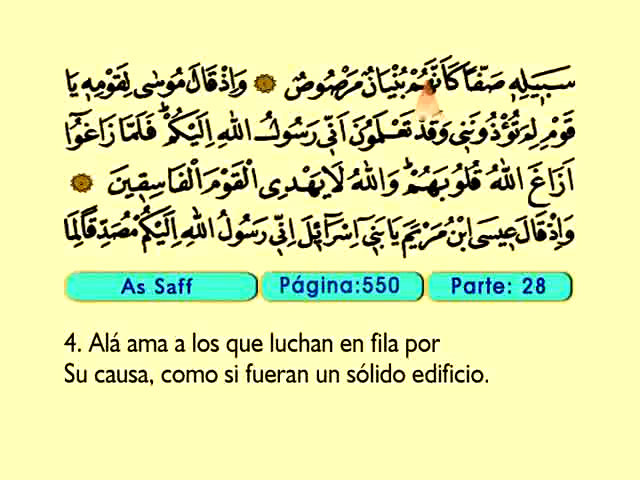 سَبٖيلِهٖ صَفًّا كَاَنَّهُمْ بُنْيَانٌ مَرْصُوصٌ وَاِذْ قَالَ مُوسٰى لِقَوْمِهٖ يَا
قَوْمِ لِمَ تُؤْذُونَنٖى وَقَدْ تَعْلَمُونَ اَنّٖى رَسُولُ اللّٰهِ اِلَيْكُمْ فَلَمَّا زَاغُٓوا
اَزَاغَ اللّٰهُ قُلُوبَهُمْ وَاللّٰهُ لَا يَهْدِى الْقَوْمَ الْفَاسِقٖينَ
وَاِذْ قَالَ عٖيسَى ابْنُ مَرْيَمَ يَا بَنٖٓى اِسْرَٓائٖلَ اِنّٖى رَسُولُ اللّٰهِ اِلَيْكُمْ مُصَدِّقًا لِمَا
As Saff Página:550 Parte: 28
4. Alá ama a los que luchan en fila por
Su causa, como si fueran un sólido edificio.